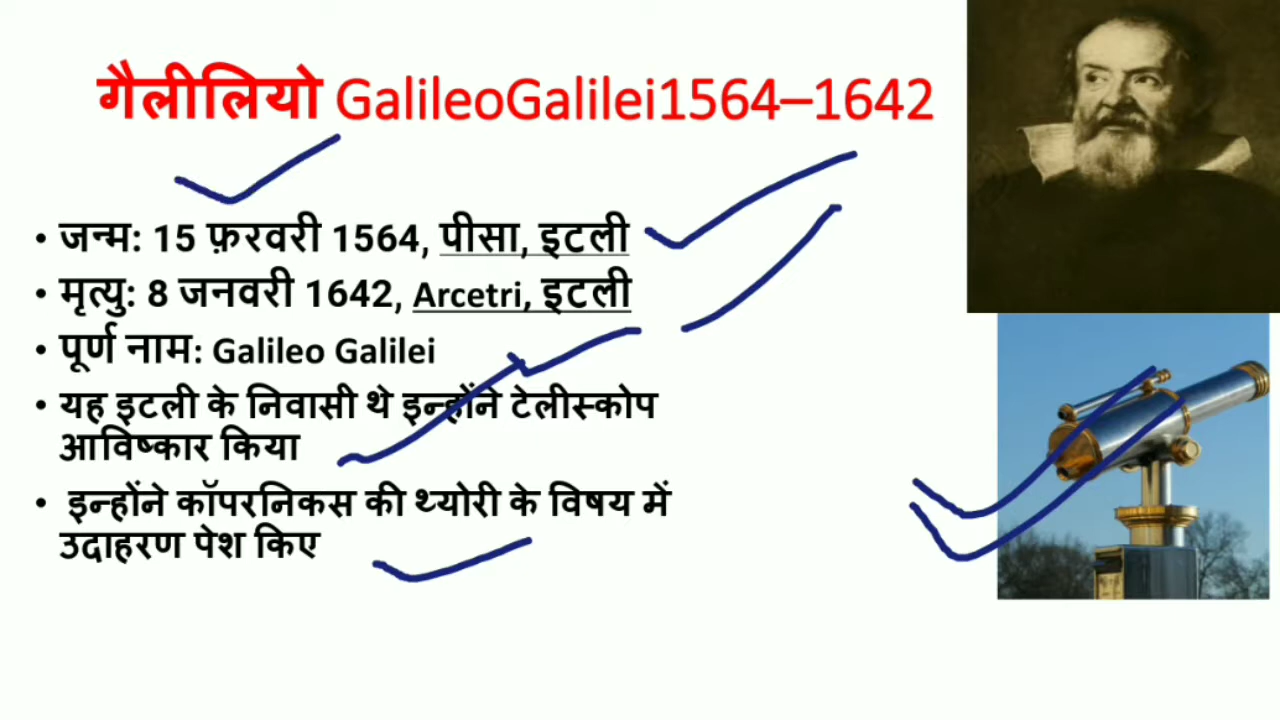 गैलीलियो GalileoGalilei1564–1642
• जन्म: 15 फ़रवरी 1564, पीसा, इटली
• मृत्यु: 8 जनवरी 1642, Arcetri, इटली
• पूर्ण नाम: Galileo Galilei
• यह इटली के निवासी थे इन्होंने टेलीस्कोप
आविष्कार किया
• इन्होंने कॉपरनिकस की थ्योरी के विषय में
उदाहरण पेश किए